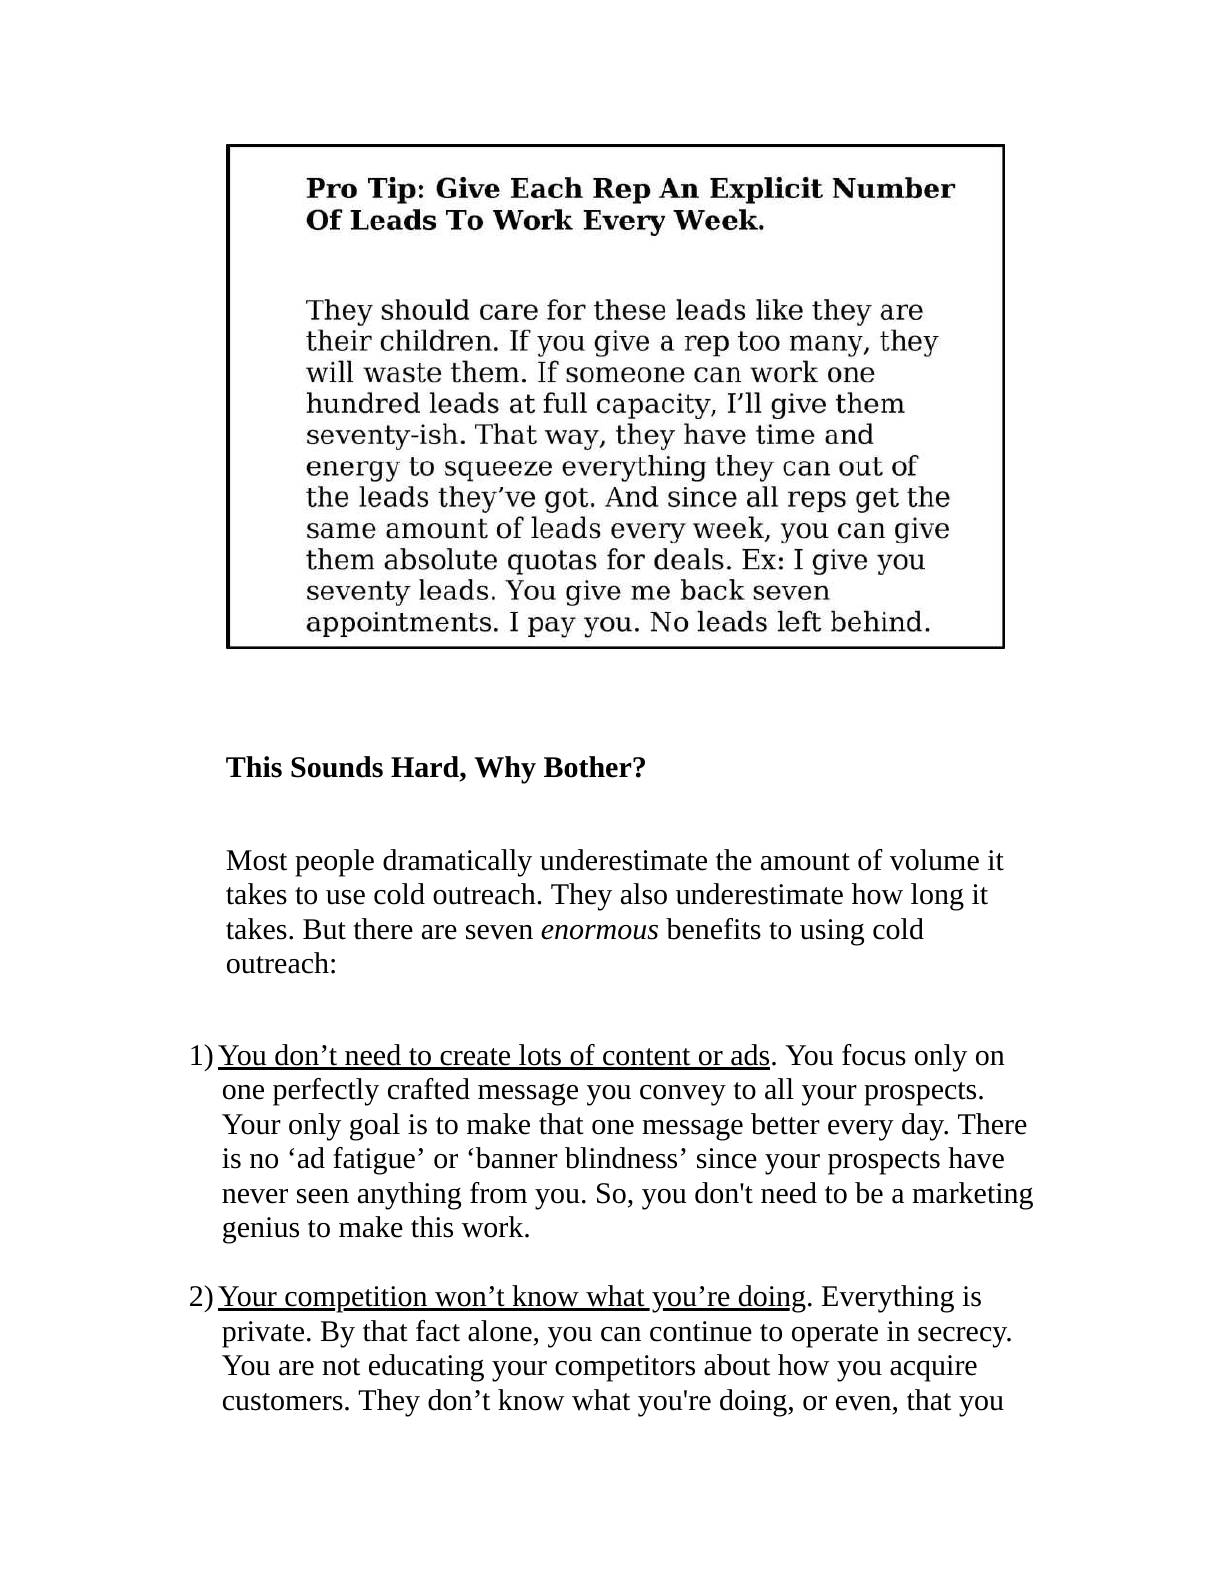 Pro Tip: Give Each Rep An Explicit Number
Of Leads To Work Every Week.
They should care for these leads like they are
their children. If you give a rep too many, they
will waste them. If someone can work one
hundred leads at full capacity, I’ll give them
seventy-ish. That way, they have time and
energy to squeeze everything they can out of
the leads they’ve got. And since all reps get the
same amount of leads every week, you can give
them absolute quotas for deals. Ex: I give you
seventy leads. You give me back seven
appointments. I pay you. No leads left behind.
This Sounds Hard, Why Bother?
Most people dramatically underestimate the amount of volume it
takes to use cold outreach. They also underestimate how long it
takes. But there are seven enormous benefits to using cold
outreach:
1) You don’t need to create lots of content or ads. You focus only on
one perfectly crafted message you convey to all your prospects.
Your only goal is to make that one message better every day. There
is no ‘ad fatigue’ or ‘banner blindness’ since your prospects have
never seen anything from you. So, you don't need to be a marketing
genius to make this work.
2) Your competition won’t know what you’re doing. Everything is
private. By that fact alone, you can continue to operate in secrecy.
You are not educating your competitors about how you acquire
customers. They don’t know what you're doing, or even, that you